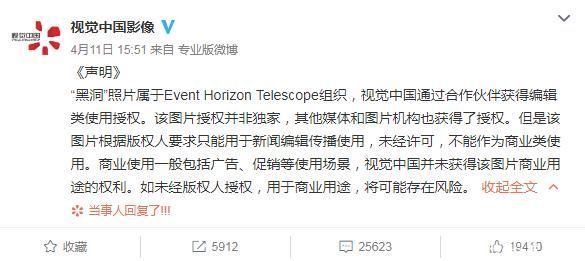 视觉中国影像
4月11日 15:51 来自 专业版微博
《声明》
“黑洞”照片属于Event Horizon Telescope组织，视觉中国通过合作伙伴获得编辑
类使用授权。该图片授权并非独家，其他媒体和图片机构也获得了授权。但是该
图片根据版权人要求只能用于新闻编辑传播使用，未经许可，不能作为商业类使
用。商业使用一般包括广告、促销等使用场景，视觉中国并未获得该图片商业用
途的权利。如未经版权人授权，用于商业用途，将可能存在风险。 收起全文
当事人回复了!!!
收藏 5912 25623 19410